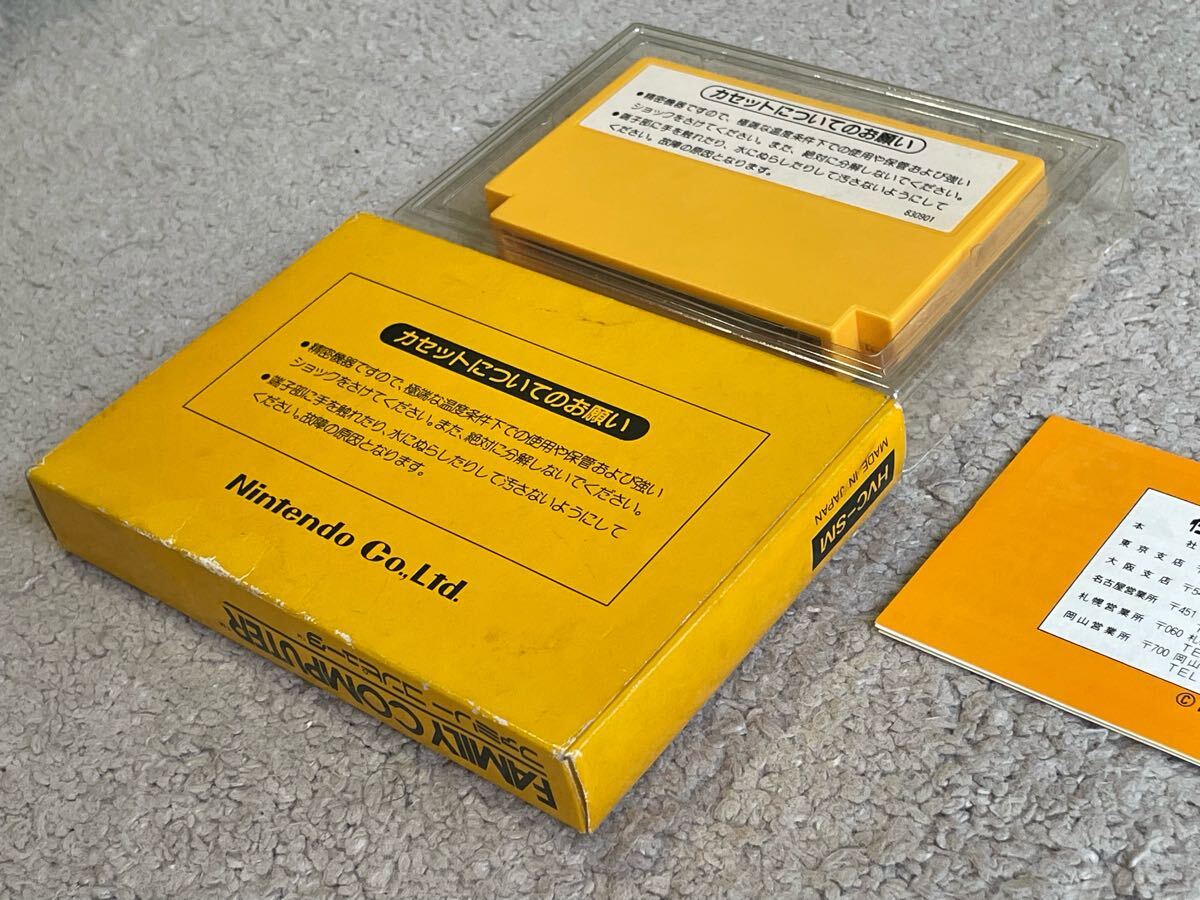 カセットについてのお願い
●精密機器ですので、極端な温度条件下での使用や保管および強い
ショックをさけてください。また、絶対に分解しないでください。
●端子部に手を触れたり、水にぬらしたりして汚さないようにして
ください。故障の原因となります。
830901
カセットについてのお願い
●精密機器ですので、極端な温度条件下での使用や保管および強い
ショックをさけてください。また、絶対に分解しないでください。
●端子部に手を触れたり、水にぬらしたりして汚さないようにして
ください。故障の原因となります。
Nintendo Co., Ltd.
HVC-SM
MADE IN JAPAN
FAMILY COMPUTER™
ファミリー コンピュータ™
本 社
東京支店 〒
大阪支店 〒5
名古屋営業所 〒451
札幌営業所 〒060 札
TE
岡山営業所 〒700 岡山
TEL
©